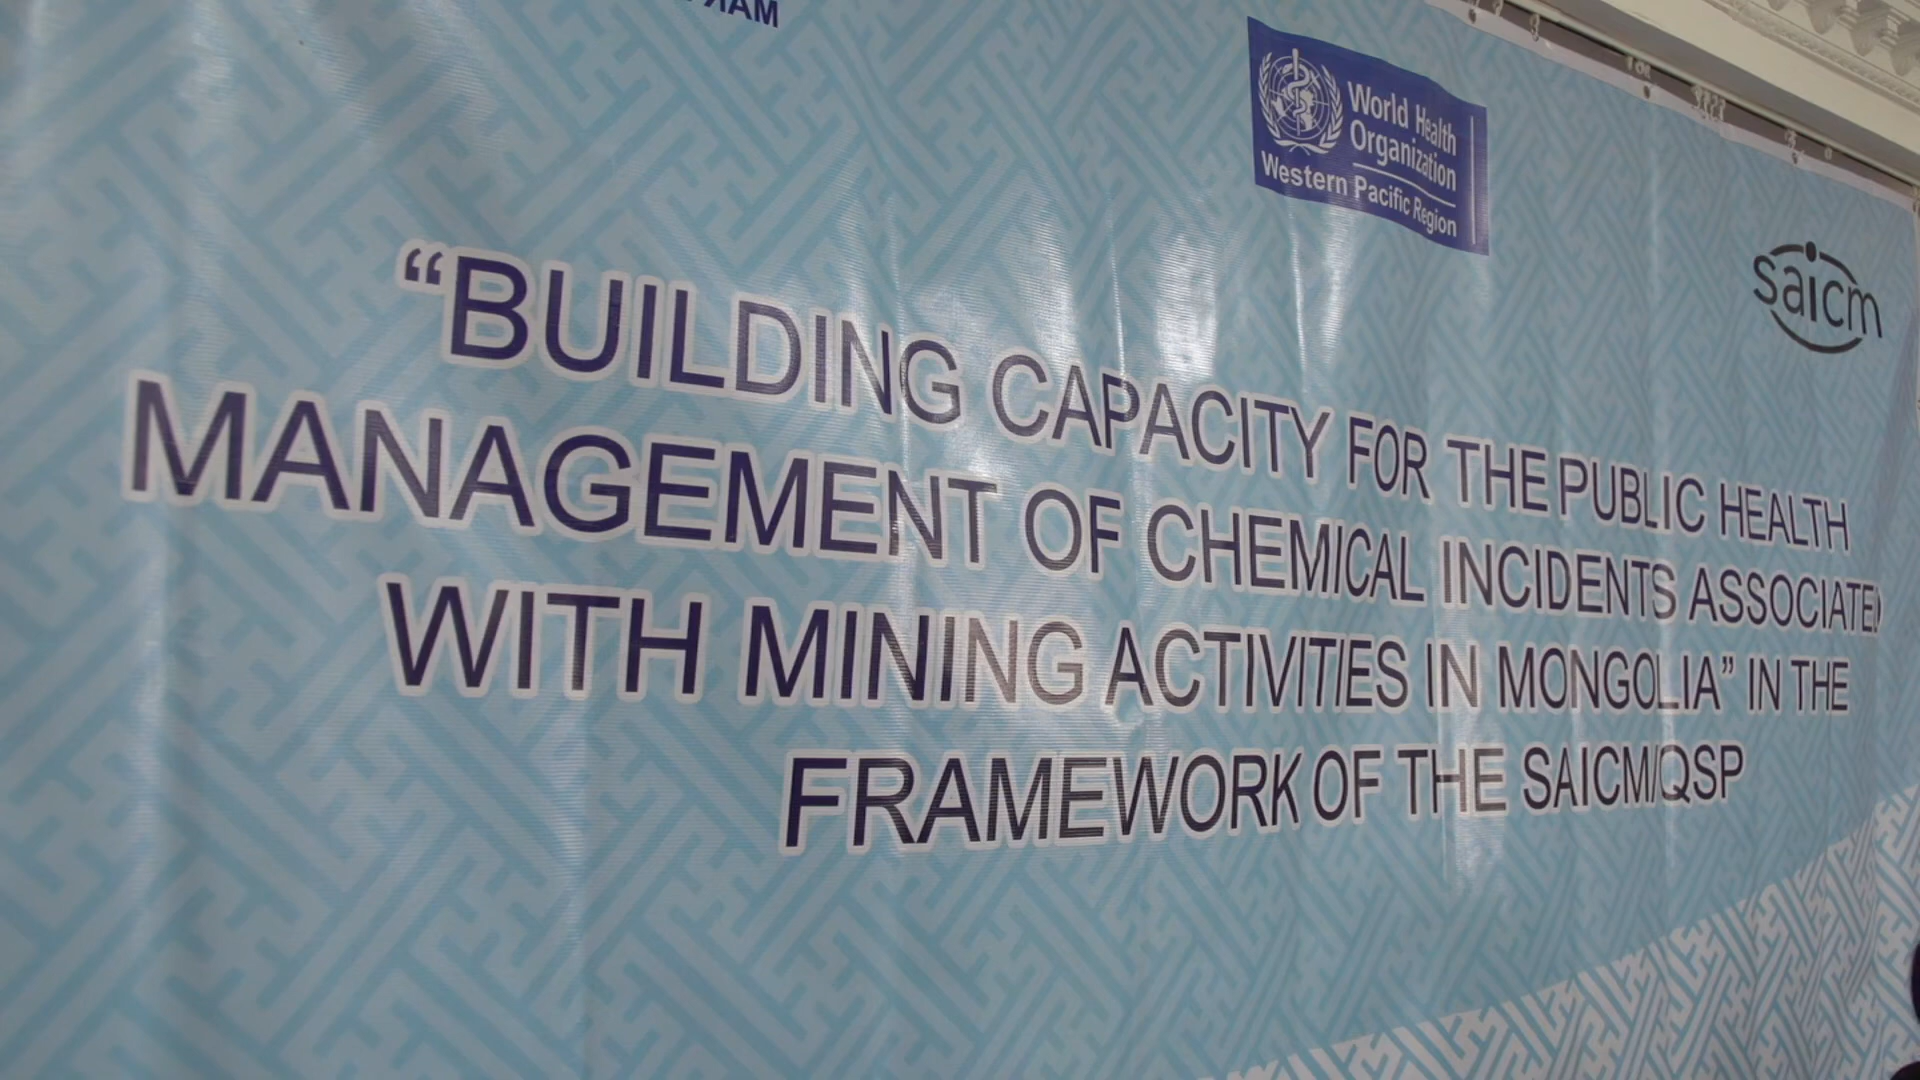 World Health
Organization
Western Pacific Region
saicm
“BUILDING CAPACITY FOR THE PUBLIC HEALTH
MANAGEMENT OF CHEMICAL INCIDENTS ASSOCIATED
WITH MINING ACTIVITIES IN MONGOLIA” IN THE
FRAMEWORK OF THE SAICM/QSP